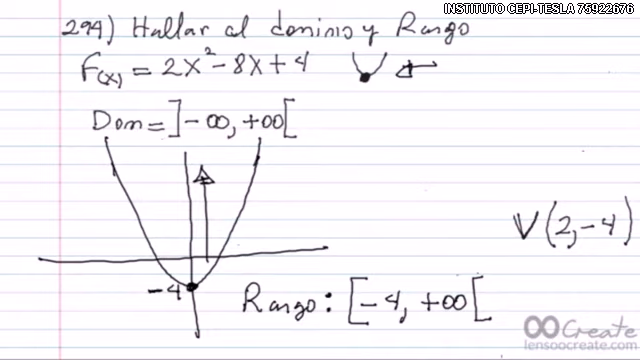 INSTITUTO CEPI-TESLA 75922676
294) Hallar el dominio y Rango
F(x) = 2x² - 8x + 4
Dom = ]-∞, +∞[
V(2, -4)
-4
Rango: [-4, +∞[
Create
lensoocreate.com